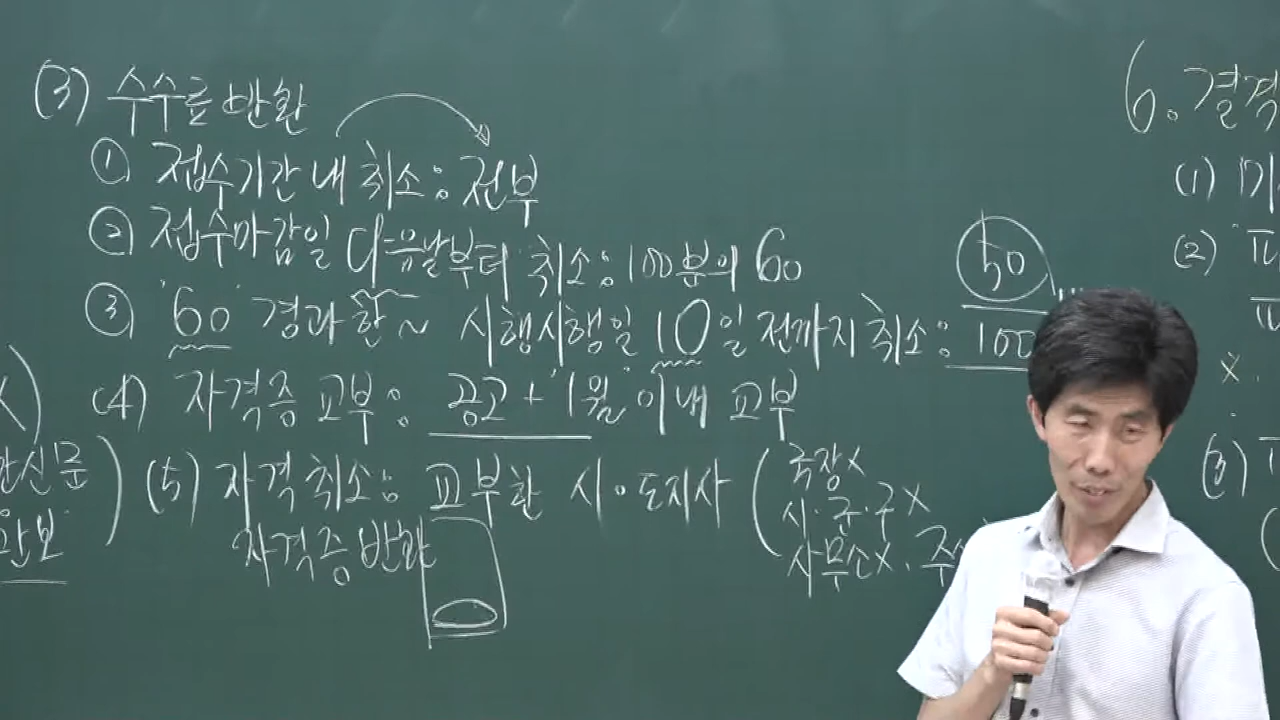 (3) 수수료 반환
① 접수기간 내 취소: 전부
② 접수마감일 다음날부터 취소: 100분의 60
③ '60' 경과한 ~ 시행시행일 10일 전까지 취소: 50
100
(4) 자격증 교부: 공고 + '1월' 이내 교부
(5) 자격취소: 교부한 시·도지사 (국장x
시·군·구x
사무소x.
자격증 반환
신문
관보
6. 결격
(1)
(2)
(3)